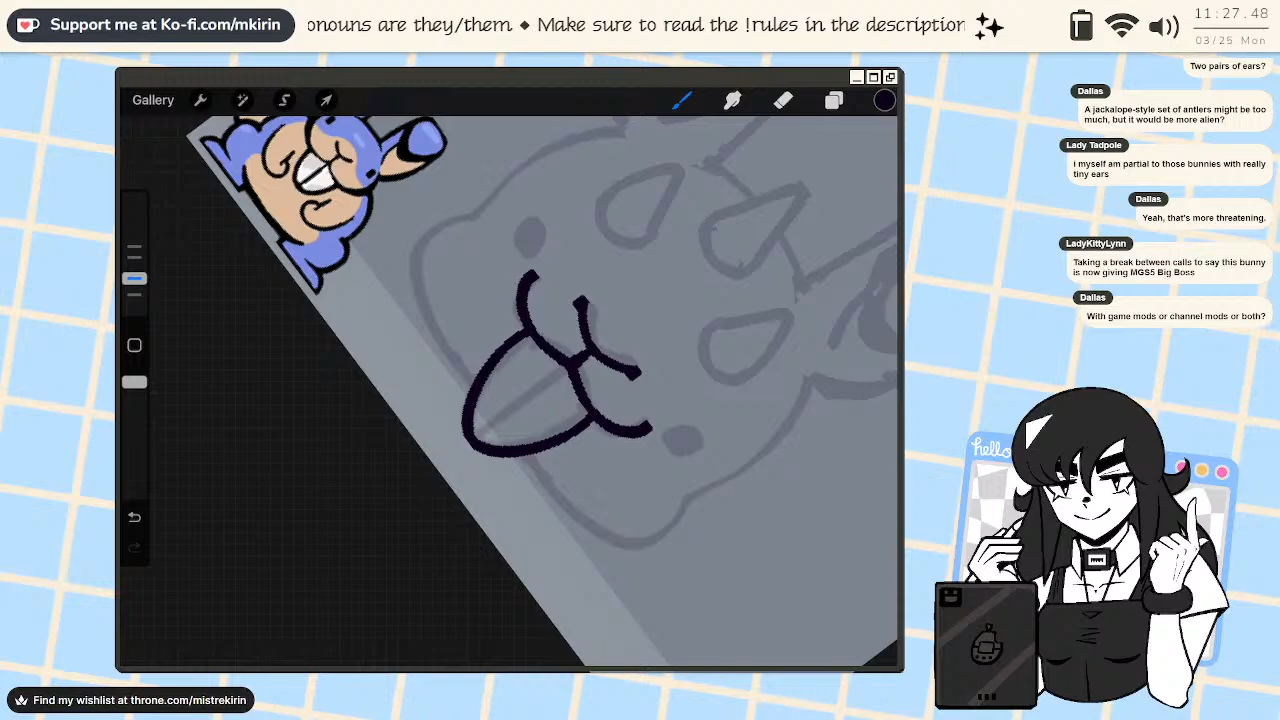 Support me at Ko-fi.com/mkirin
onouns are they/them ◆ Make sure to read the !rules in the description
11:27.48
03/25 Mon
Two pairs of ears?
Gallery
Dallas
A jackalope-style set of antlers might be too
much, but it would be more alien?
Lady Tadpole
I myself am partial to those bunnies with really
tiny ears
Dallas
Yeah, that's more threatening.
LadyKittyLynn
Taking a break between calls to say this bunny
is now giving MGS5 Big Boss
Dallas
With game mods or channel mods or both?
hello
Find my wishlist at throne.com/mistrekirin